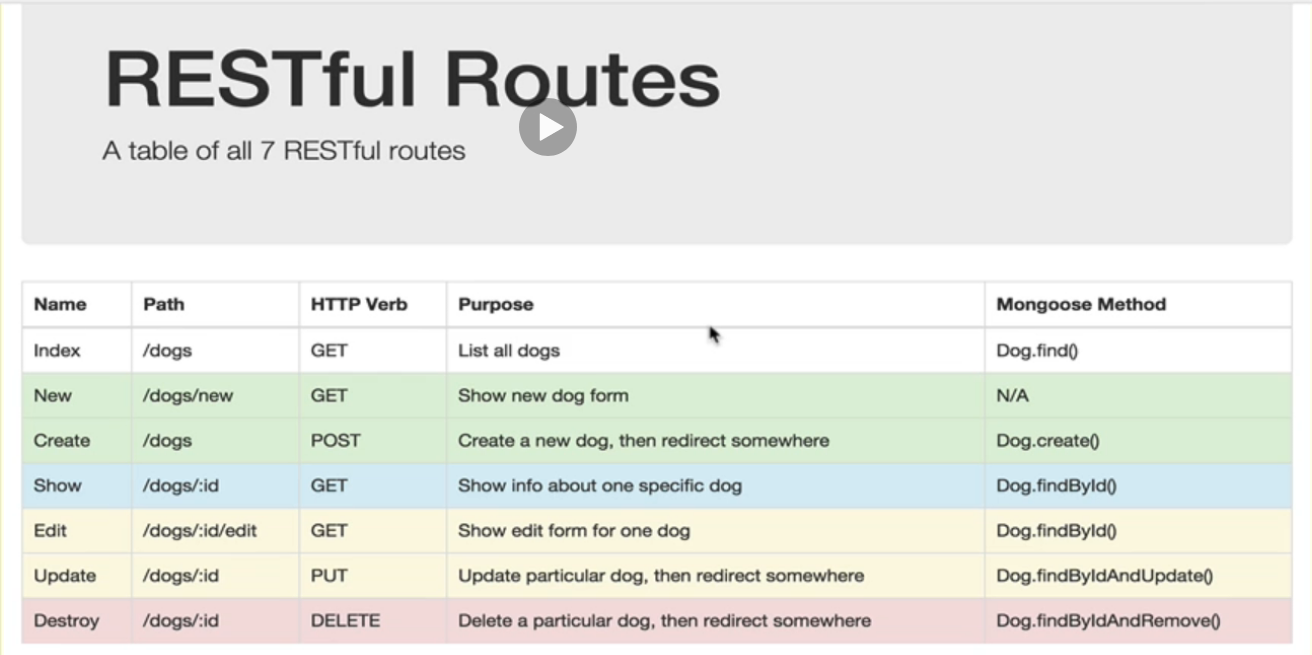 RESTful Routes
A table of all 7 RESTful routes
Name Path HTTP Verb Purpose Mongoose Method
Index /dogs GET List all dogs Dog.find()
New /dogs/new GET Show new dog form N/A
Create /dogs POST Create a new dog, then redirect somewhere Dog.create()
Show /dogs/:id GET Show info about one specific dog Dog.findById()
Edit /dogs/:id/edit GET Show edit form for one dog Dog.findById()
Update /dogs/:id PUT Update particular dog, then redirect somewhere Dog.findByIdAndUpdate()
Destroy /dogs/:id DELETE Delete a particular dog, then redirect somewhere Dog.findByIdAndRemove()